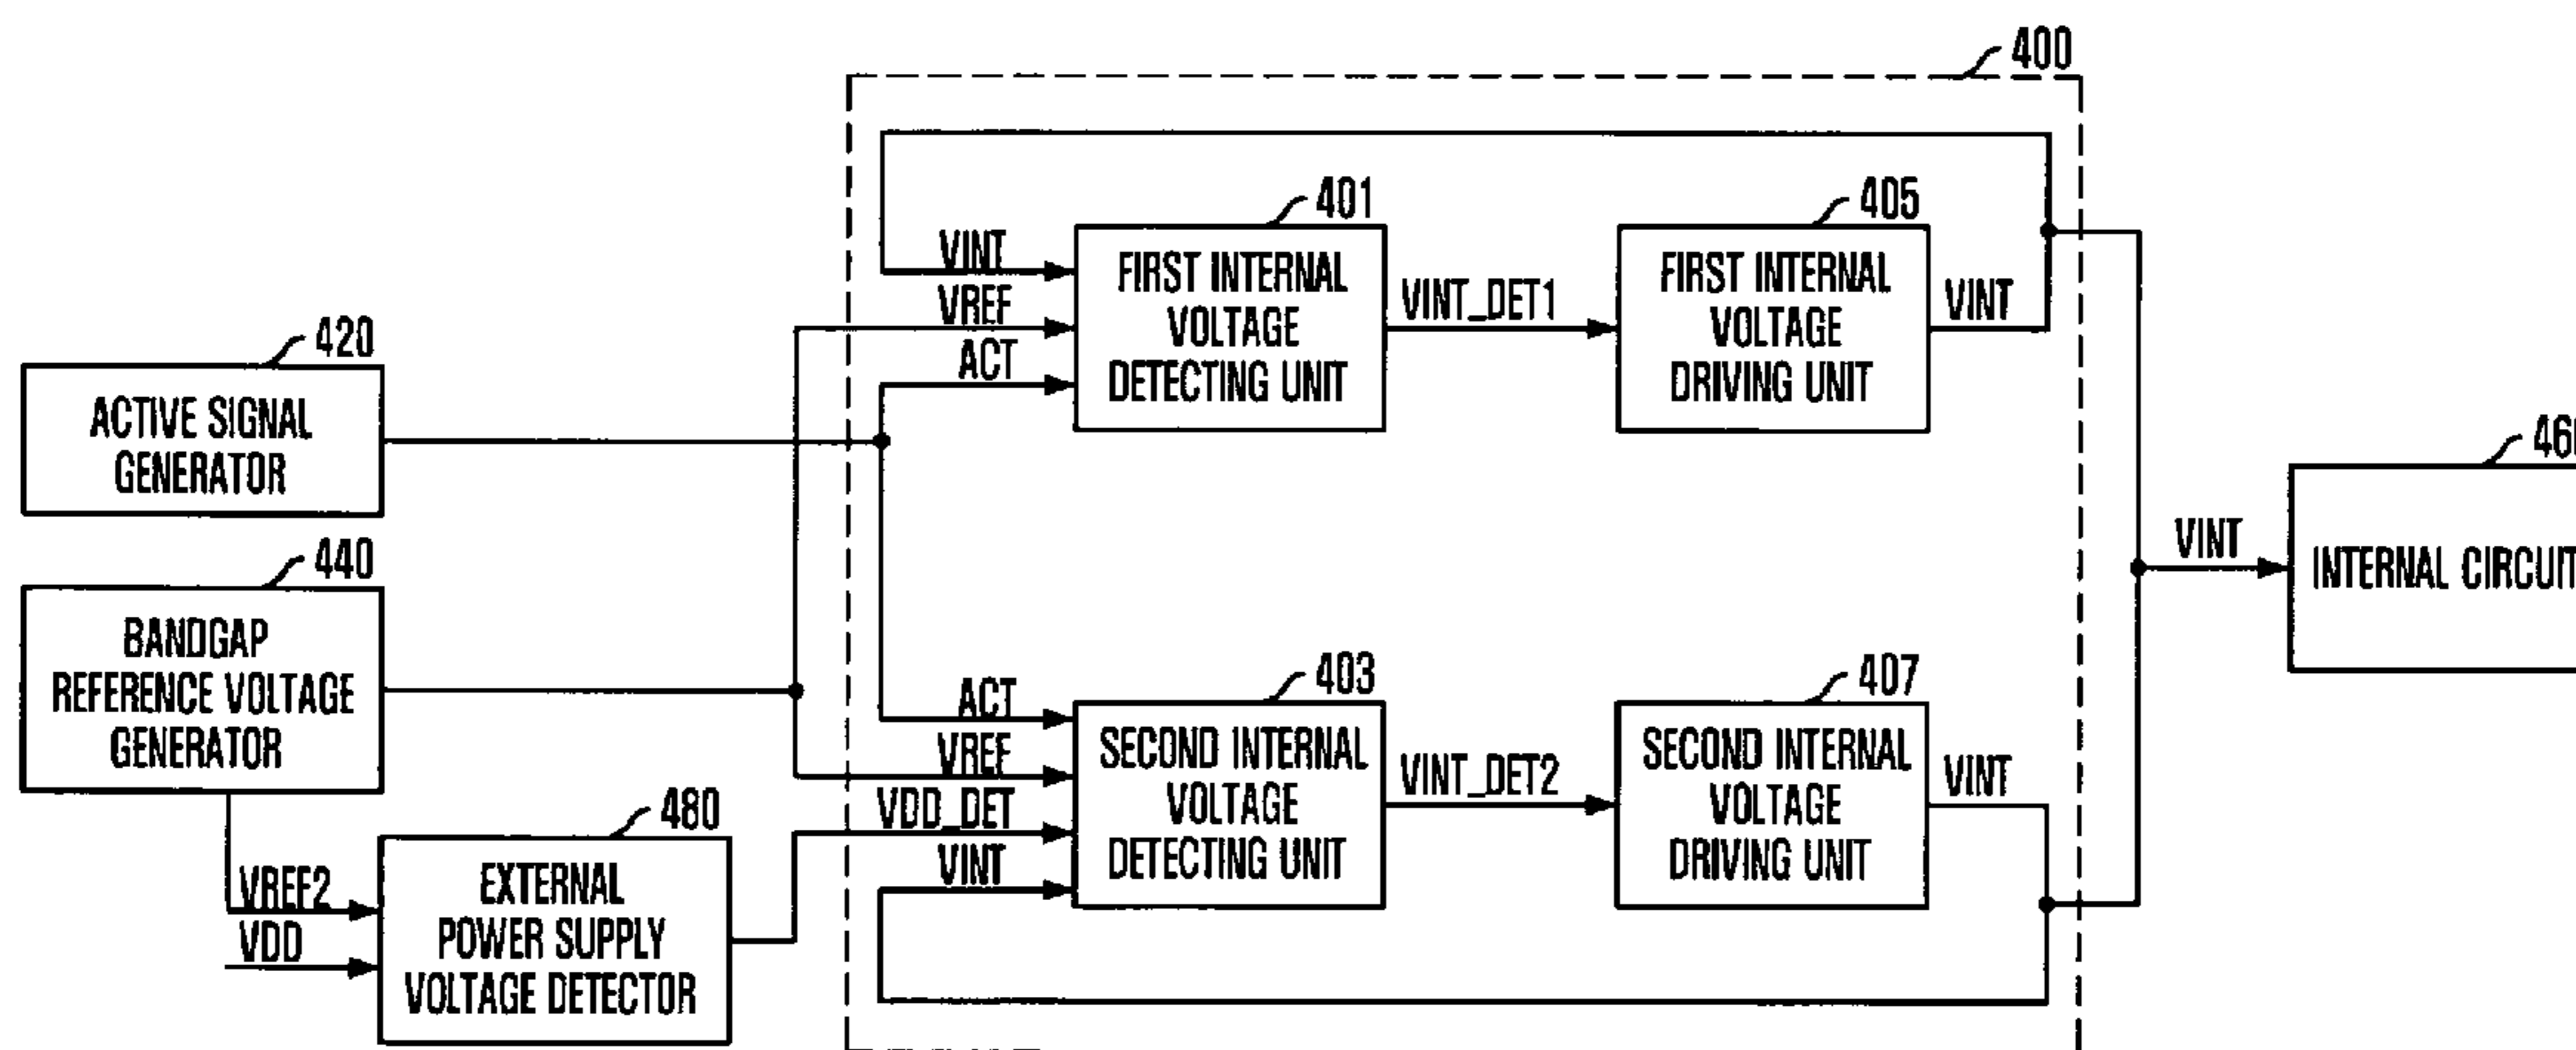 400
401
405
VINT
VREF
ACT
FIRST INTERNAL
VOLTAGE
DETECTING UNIT
VINT_DET1
FIRST INTERNAL
VOLTAGE
DRIVING UNIT
VINT
420
ACTIVE SIGNAL
GENERATOR
440
BANDGAP
REFERENCE VOLTAGE
GENERATOR
VINT
INTERNAL CIRCUIT
403
407
ACT
VREF
VDD_DET
VINT
SECOND INTERNAL
VOLTAGE
DETECTING UNIT
VINT_DET2
SECOND INTERNAL
VOLTAGE
DRIVING UNIT
VINT
480
VREF2
VDD
EXTERNAL
POWER SUPPLY
VOLTAGE DETECTOR